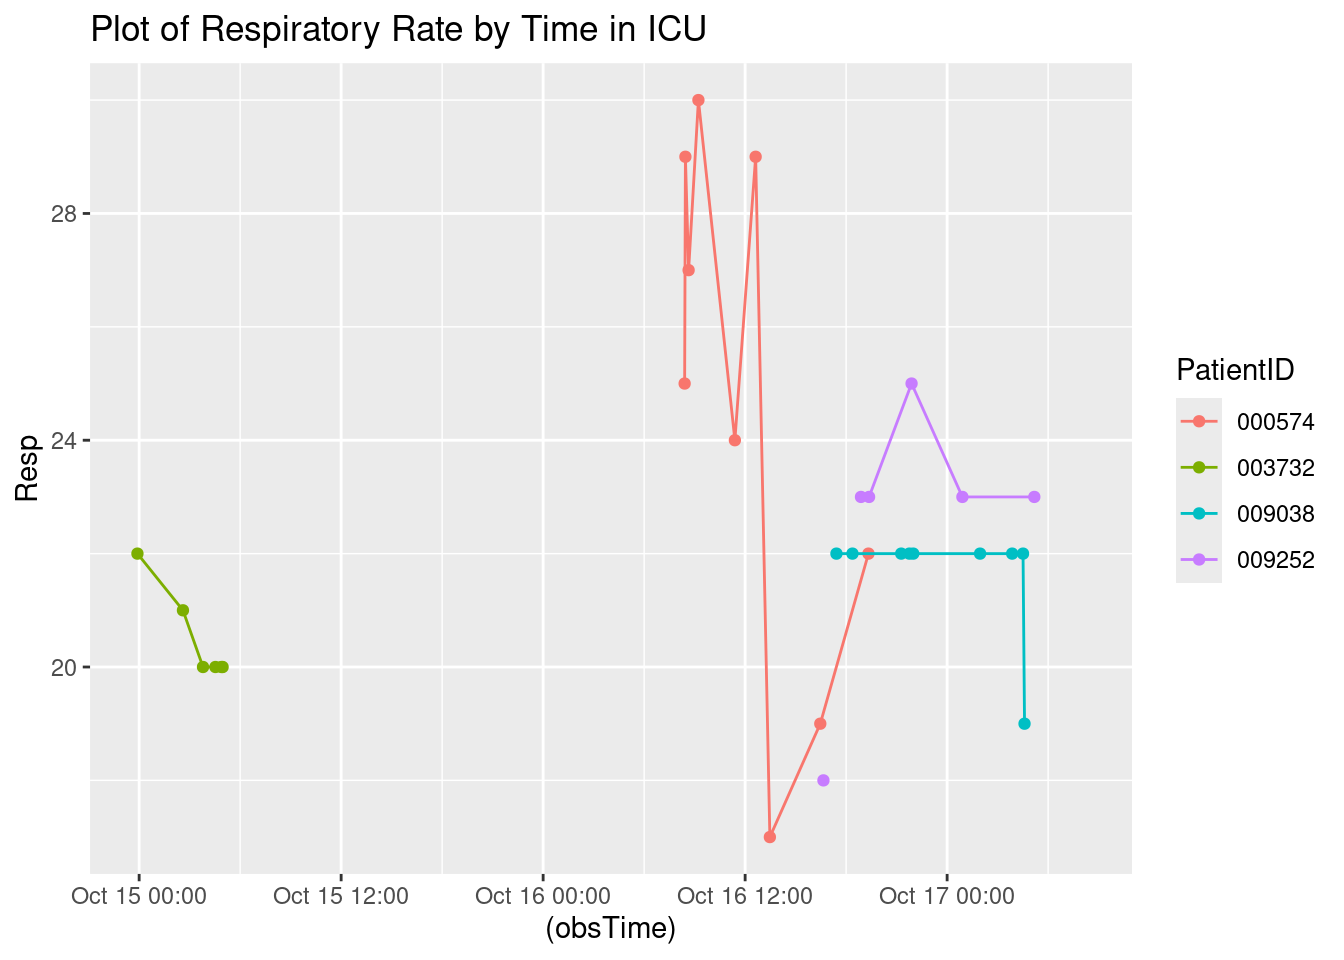 Plot of Respiratory Rate by Time in ICU
28
24
20
Resp
Oct 15 00:00
Oct 15 12:00
Oct 16 00:00
Oct 16 12:00
Oct 17 00:00
(obsTime)
PatientID
000574
003732
009038
009252